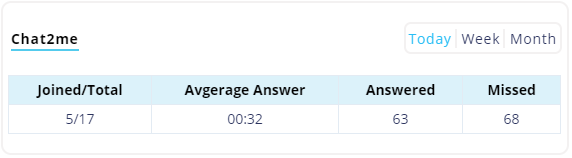 Chat2me
Today Week Month
Joined/Total Avgerage Answer Answered Missed
5/17 00:32 63 68